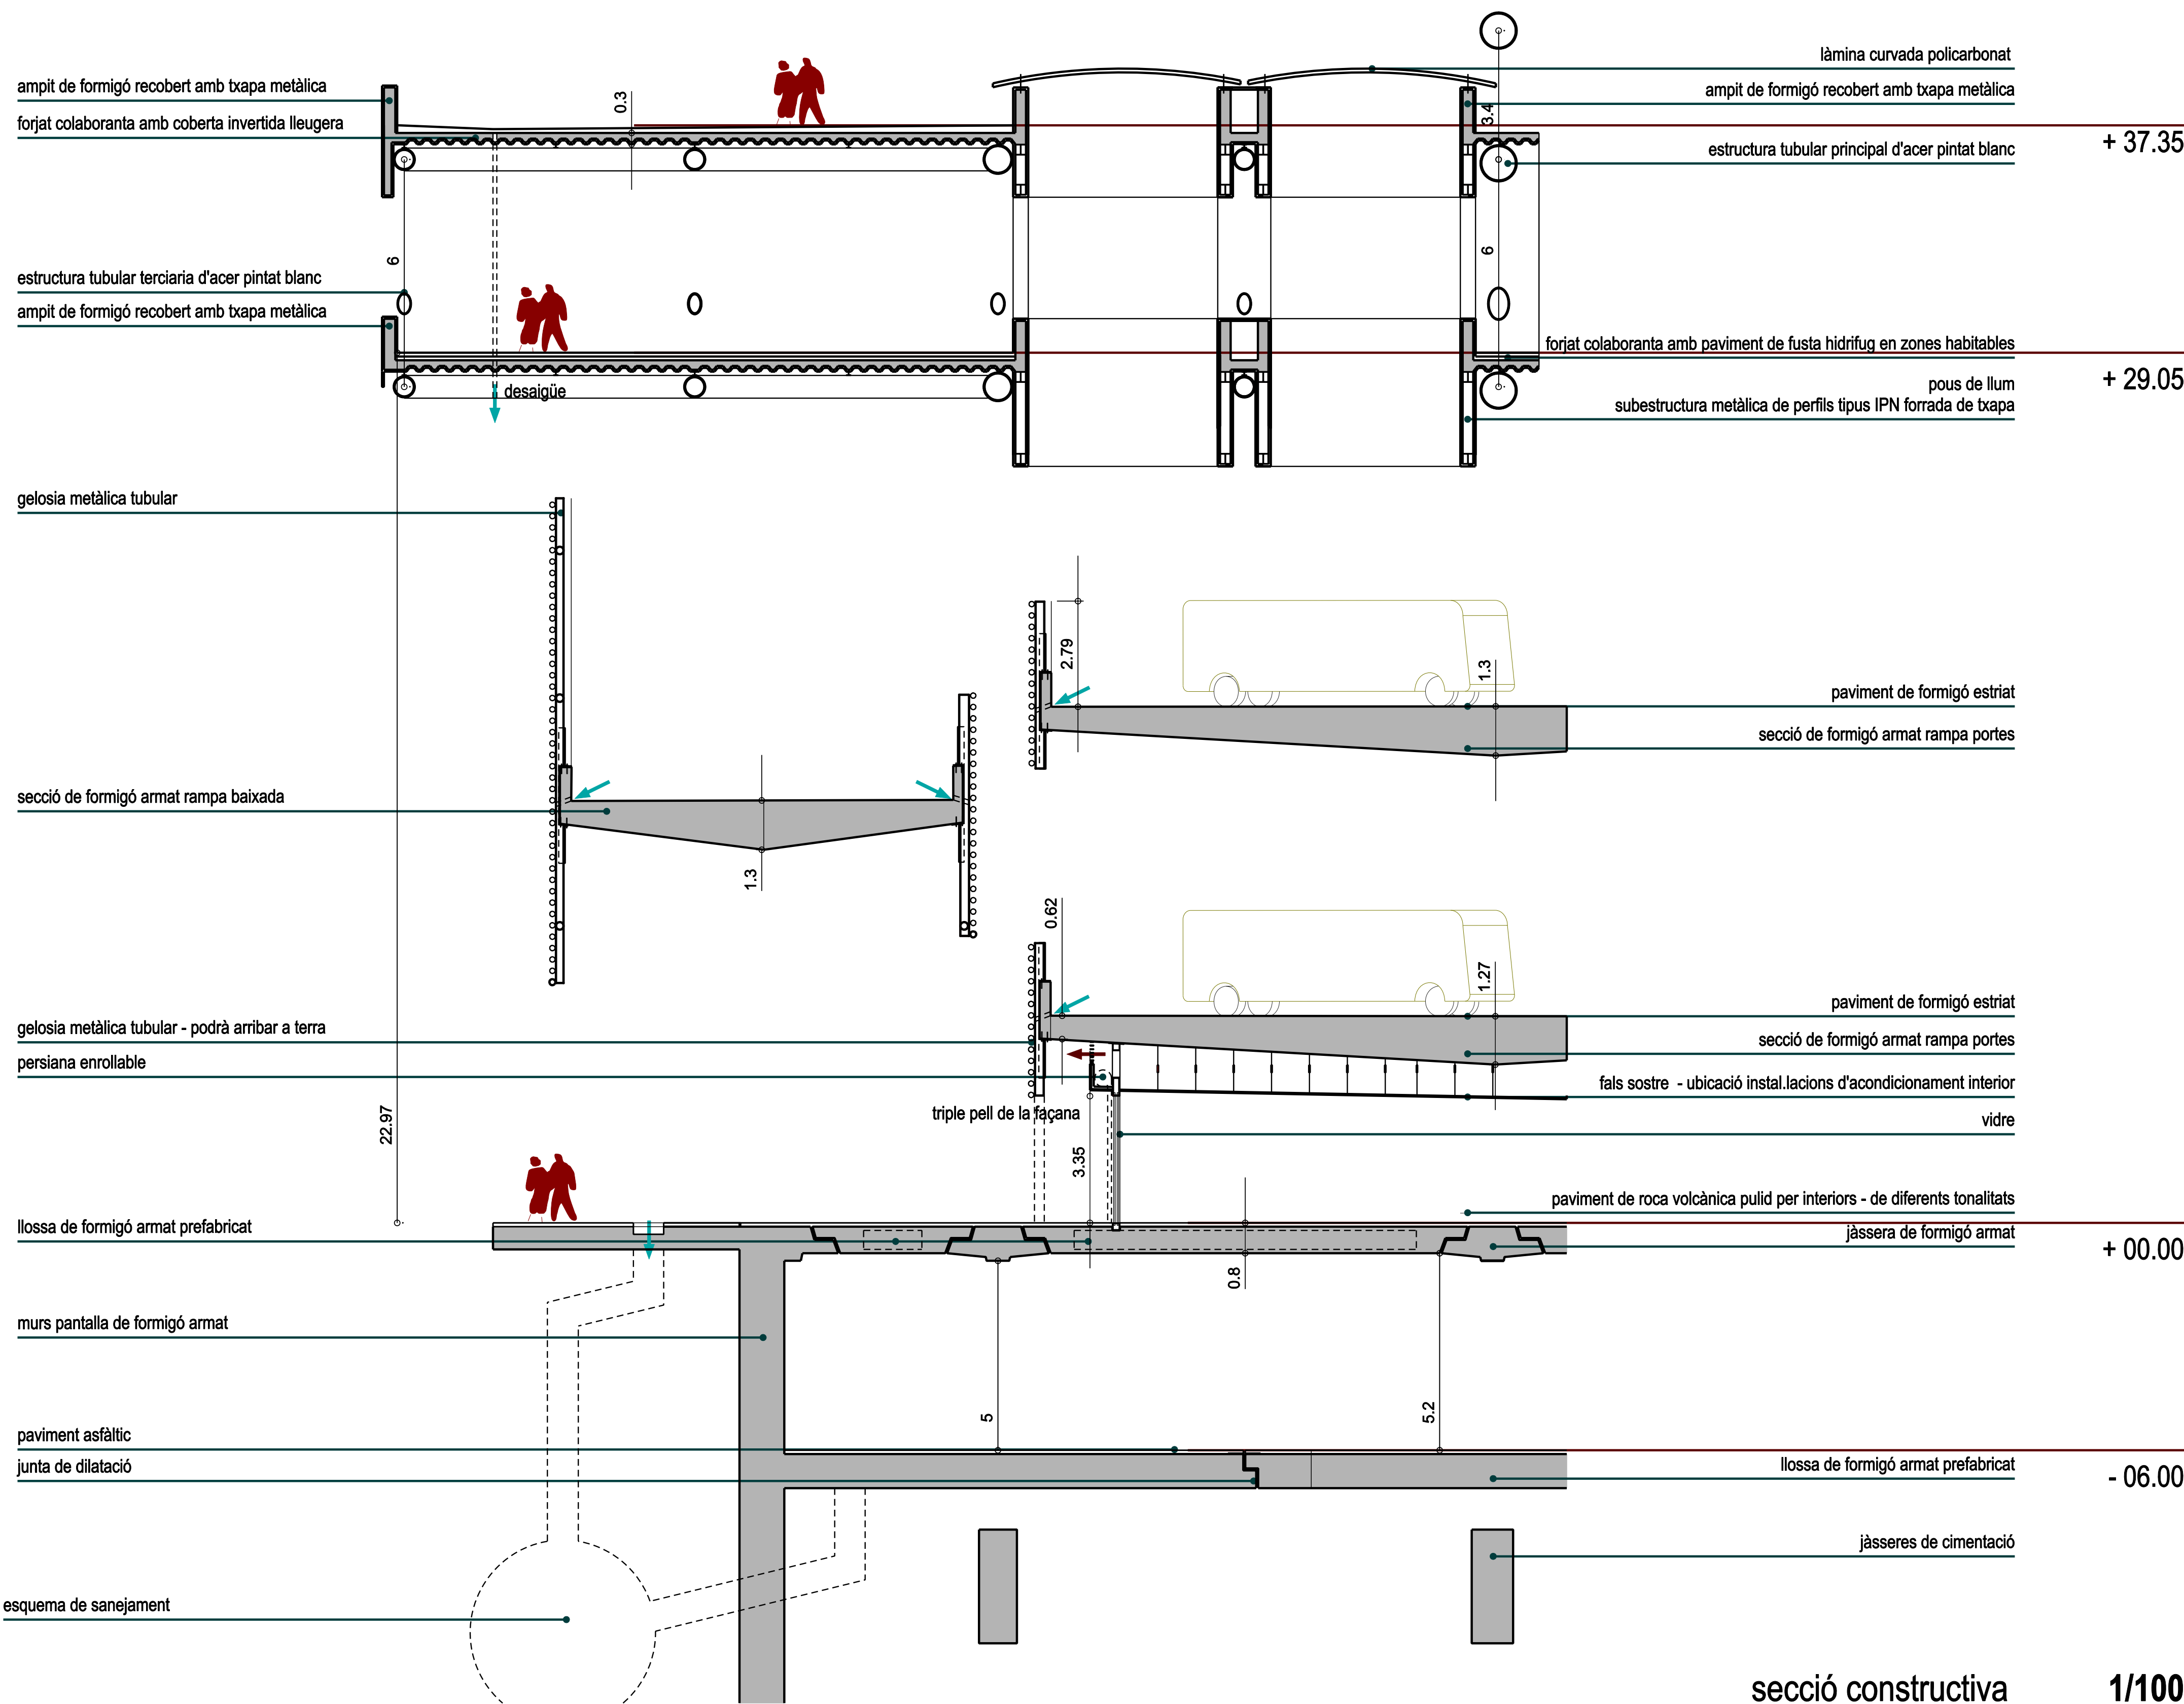 làmina curvada policarbonat
ampit de formigó recobert amb txapa metàlica
ampit de formigó recobert amb txapa metàlica
0.3
3.4
forjat colaboranta amb coberta invertida lleugera
+ 37.35
estructura tubular principal d'acer pintat blanc
6
6
estructura tubular terciaria d'acer pintat blanc
ampit de formigó recobert amb txapa metàlica
forjat colaboranta amb paviment de fusta hidrifug en zones habitables
+ 29.05
desaigüe
pous de llum
subestructura metàlica de perfils tipus IPN forrada de txapa
gelosia metàlica tubular
2.79
1.3
paviment de formigó estriat
secció de formigó armat rampa portes
secció de formigó armat rampa baixada
1.3
0.62
1.27
paviment de formigó estriat
gelosia metàlica tubular - podrà arribar a terra
secció de formigó armat rampa portes
persiana enrollable
fals sostre - ubicació instal.lacions d'acondicionament interior
triple pell de la façana
vidre
22.97
3.35
paviment de roca volcànica pulid per interiors - de diferents tonalitats
llossa de formigó armat prefabricat
jàssera de formigó armat
+ 00.00
0.8
murs pantalla de formigó armat
5
5.2
paviment asfàltic
junta de dilatació
llossa de formigó armat prefabricat
- 06.00
jàsseres de cimentació
esquema de sanejament
secció constructiva 1/100